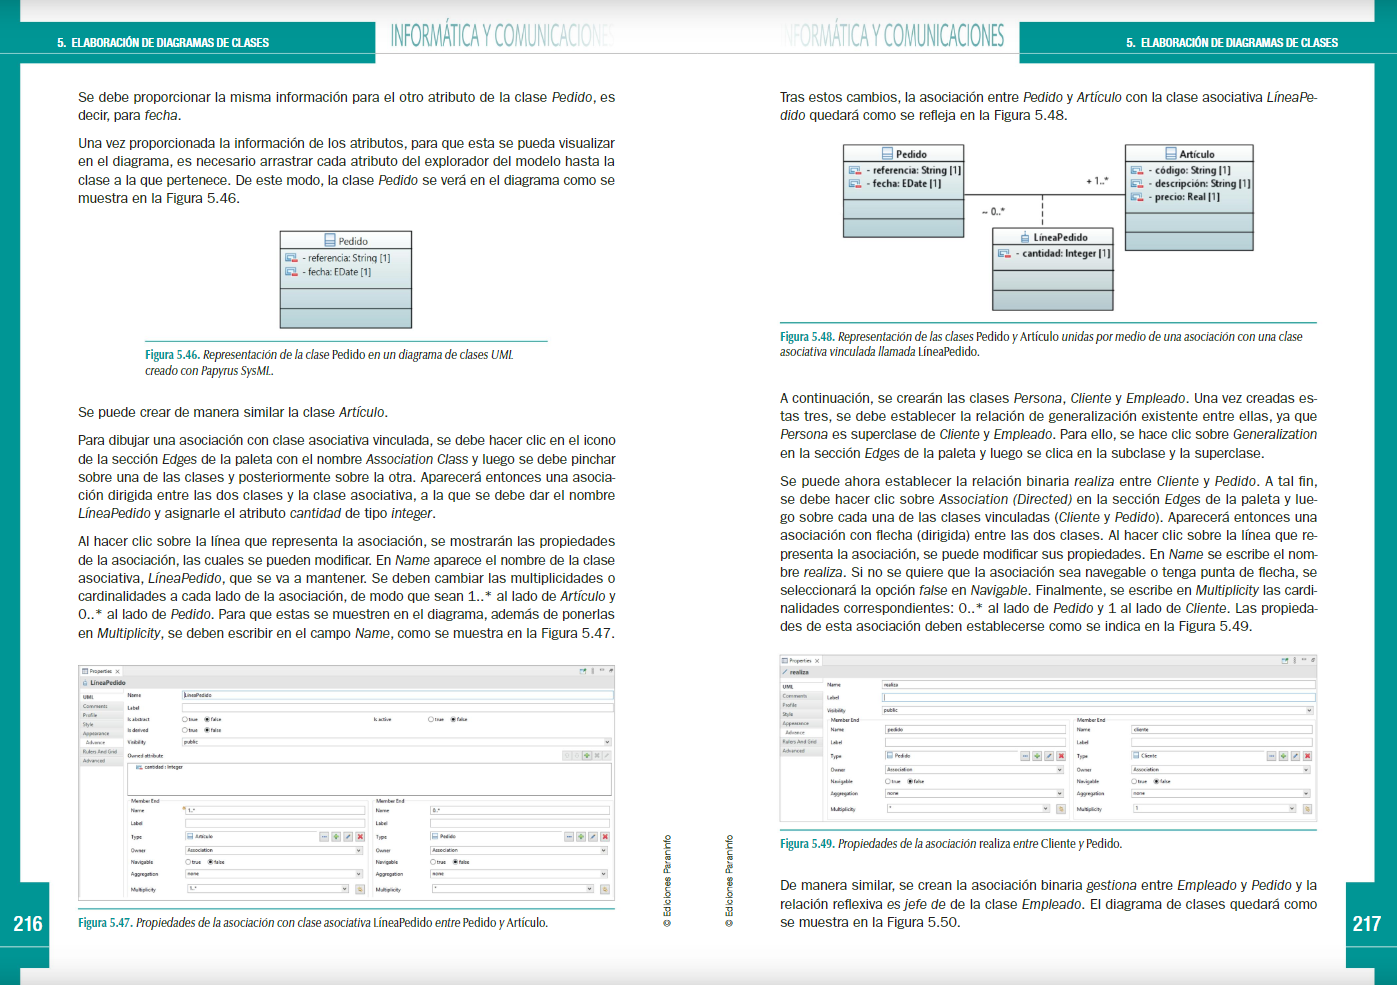 5. ELABORACIÓN DE DIAGRAMAS DE CLASES
INFORMÁTICA Y COMUNICACIONES
Se debe proporcionar la misma información para el otro atributo de la clase Pedido, es
decir, para fecha.
Una vez proporcionada la información de los atributos, para que esta se pueda visualizar
en el diagrama, es necesario arrastrar cada atributo del explorador del modelo hasta la
clase a la que pertenece. De este modo, la clase Pedido se verá en el diagrama como se
muestra en la Figura 5.46.
Pedido
- referencia: String [1]
- fecha: EDate [1]
Figura 5.46. Representación de la clase Pedido en un diagrama de clases UML
creado con Papyrus SysML.
Se puede crear de manera similar la clase Artículo.
Para dibujar una asociación con clase asociativa vinculada, se debe hacer clic en el icono
de la sección Edges de la paleta con el nombre Association Class y luego se debe pinchar
sobre una de las clases y posteriormente sobre la otra. Aparecerá entonces una asocia-
ción dirigida entre las dos clases y la clase asociativa, a la que se debe dar el nombre
LíneaPedido y asignarle el atributo cantidad de tipo integer.
Al hacer clic sobre la línea que representa la asociación, se mostrarán las propiedades
de la asociación, las cuales se pueden modificar. En Name aparece el nombre de la clase
asociativa, LíneaPedido, que se va a mantener. Se deben cambiar las multiplicidades o
cardinalidades a cada lado de la asociación, de modo que sean 1..* al lado de Artículo y
0..* al lado de Pedido. Para que estas se muestren en el diagrama, además de ponerlas
en Multiplicity, se deben escribir en el campo Name, como se muestra en la Figura 5.47.
Properties
LíneaPedido
UML
Comments
Profile
Style
Appearance
Advance
Rulers And Grid
Advanced
Name LíneaPedido
Label
Is abstract true false Is active true false
Is derived true false
Visibility public
Owned attribute
cantidad : Integer
Member End Member End
Name 1..* Name 0..*
Label Label
Type Artículo Type Pedido
Owner Association Owner Association
Navigable true false Navigable true false
Aggregation none Aggregation none
Multiplicity 1..* Multiplicity *
Figura 5.47. Propiedades de la asociación con clase asociativa LíneaPedido entre Pedido y Artículo.
216
© Ediciones Paraninfo
INFORMÁTICA Y COMUNICACIONES
5. ELABORACIÓN DE DIAGRAMAS DE CLASES
Tras estos cambios, la asociación entre Pedido y Artículo con la clase asociativa LíneaPe-
dido quedará como se refleja en la Figura 5.48.
Pedido
- referencia: String [1]
- fecha: EDate [1]
+ 1..*
~ 0..*
Artículo
- código: String [1]
- descripción: String [1]
- precio: Real [1]
LíneaPedido
- cantidad: Integer [1]
Figura 5.48. Representación de las clases Pedido y Artículo unidas por medio de una asociación con una clase
asociativa vinculada llamada LíneaPedido.
A continuación, se crearán las clases Persona, Cliente y Empleado. Una vez creadas es-
tas tres, se debe establecer la relación de generalización existente entre ellas, ya que
Persona es superclase de Cliente y Empleado. Para ello, se hace clic sobre Generalization
en la sección Edges de la paleta y luego se clica en la subclase y la superclase.
Se puede ahora establecer la relación binaria realiza entre Cliente y Pedido. A tal fin,
se debe hacer clic sobre Association (Directed) en la sección Edges de la paleta y lue-
go sobre cada una de las clases vinculadas (Cliente y Pedido). Aparecerá entonces una
asociación con flecha (dirigida) entre las dos clases. Al hacer clic sobre la línea que re-
presenta la asociación, se puede modificar sus propiedades. En Name se escribe el nom-
bre realiza. Si no se quiere que la asociación sea navegable o tenga punta de flecha, se
seleccionará la opción false en Navigable. Finalmente, se escribe en Multiplicity las cardi-
nalidades correspondientes: 0..* al lado de Pedido y 1 al lado de Cliente. Las propieda-
des de esta asociación deben establecerse como se indica en la Figura 5.49.
Properties
realiza
UML
Comments
Profile
Style
Appearance
Advance
Rulers And Grid
Advanced
Name realiza
Label
Visibility public
Member End Member End
Name pedido Name cliente
Label Label
Type Pedido Type Cliente
Owner Association Owner Association
Navigable true false Navigable true false
Aggregation none Aggregation none
Multiplicity * Multiplicity 1
Figura 5.49. Propiedades de la asociación realiza entre Cliente y Pedido.
De manera similar, se crean la asociación binaria gestiona entre Empleado y Pedido y la
relación reflexiva es jefe de de la clase Empleado. El diagrama de clases quedará como
se muestra en la Figura 5.50.
© Ediciones Paraninfo
217